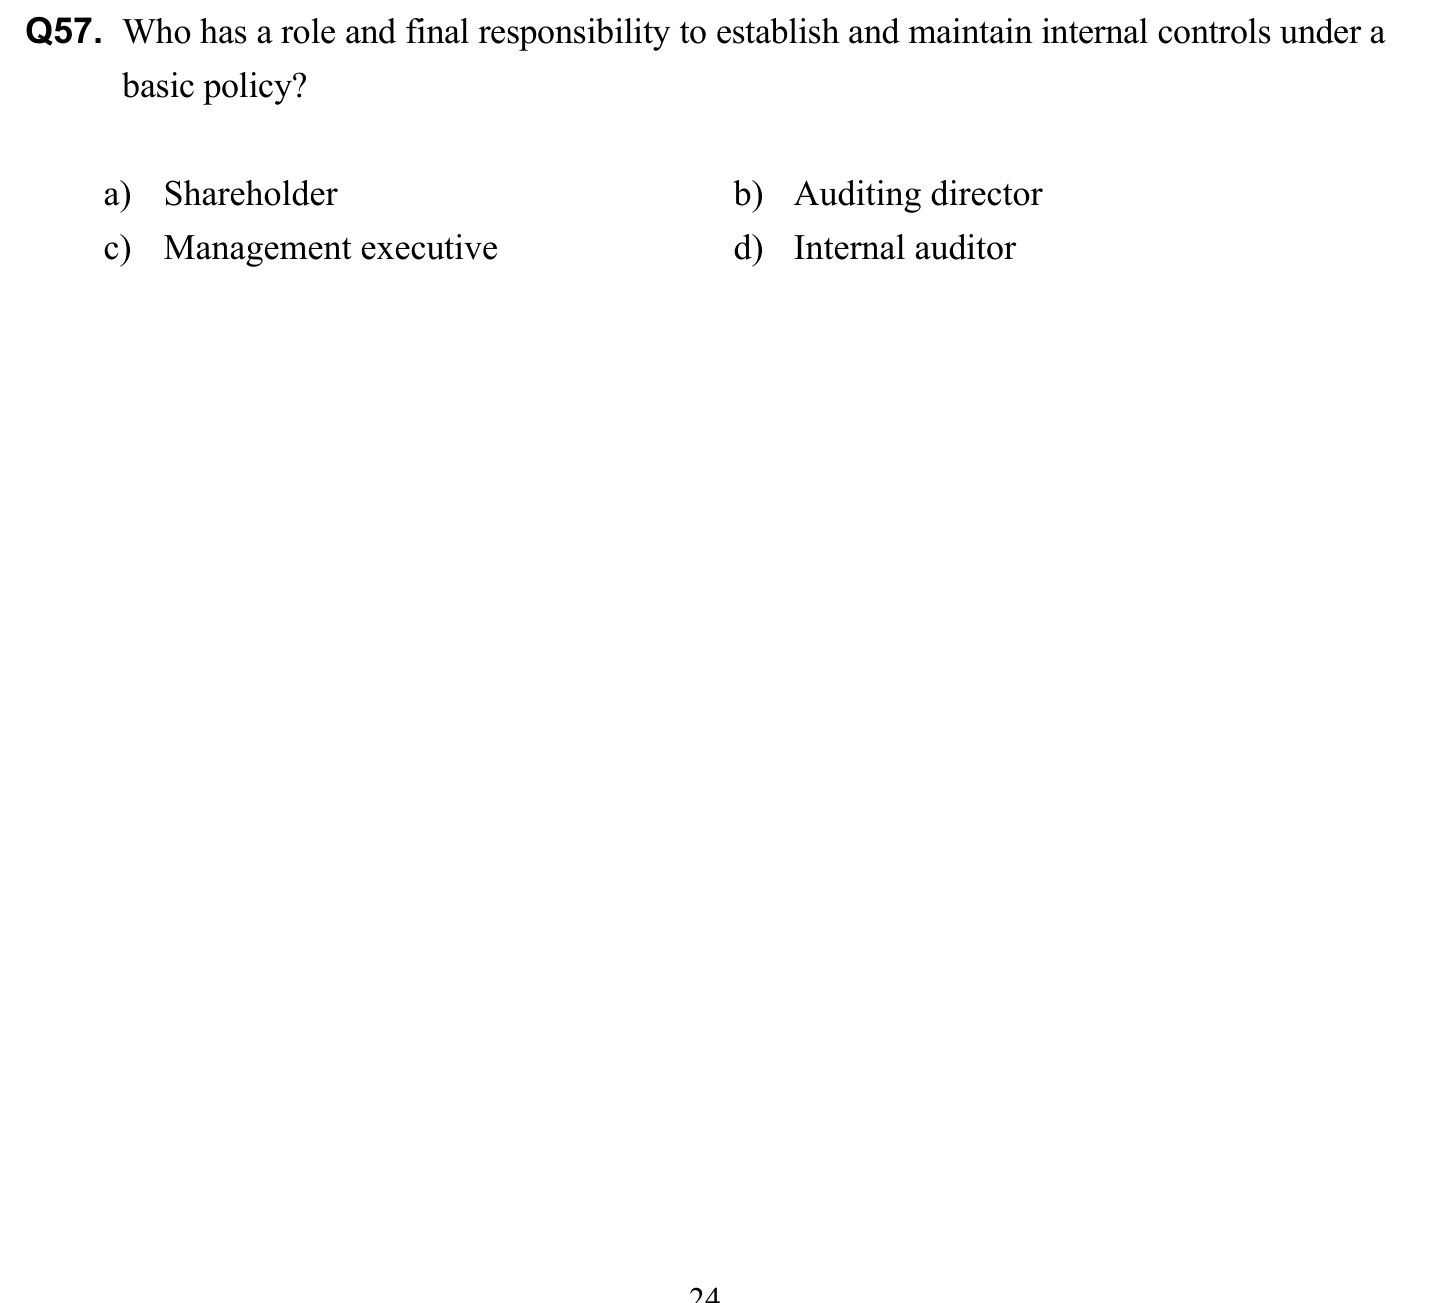 Q57. Who has a role and final responsibility to establish and maintain internal controls under a
basic policy?
a) Shareholder b) Auditing director
c) Management executive d) Internal auditor
24